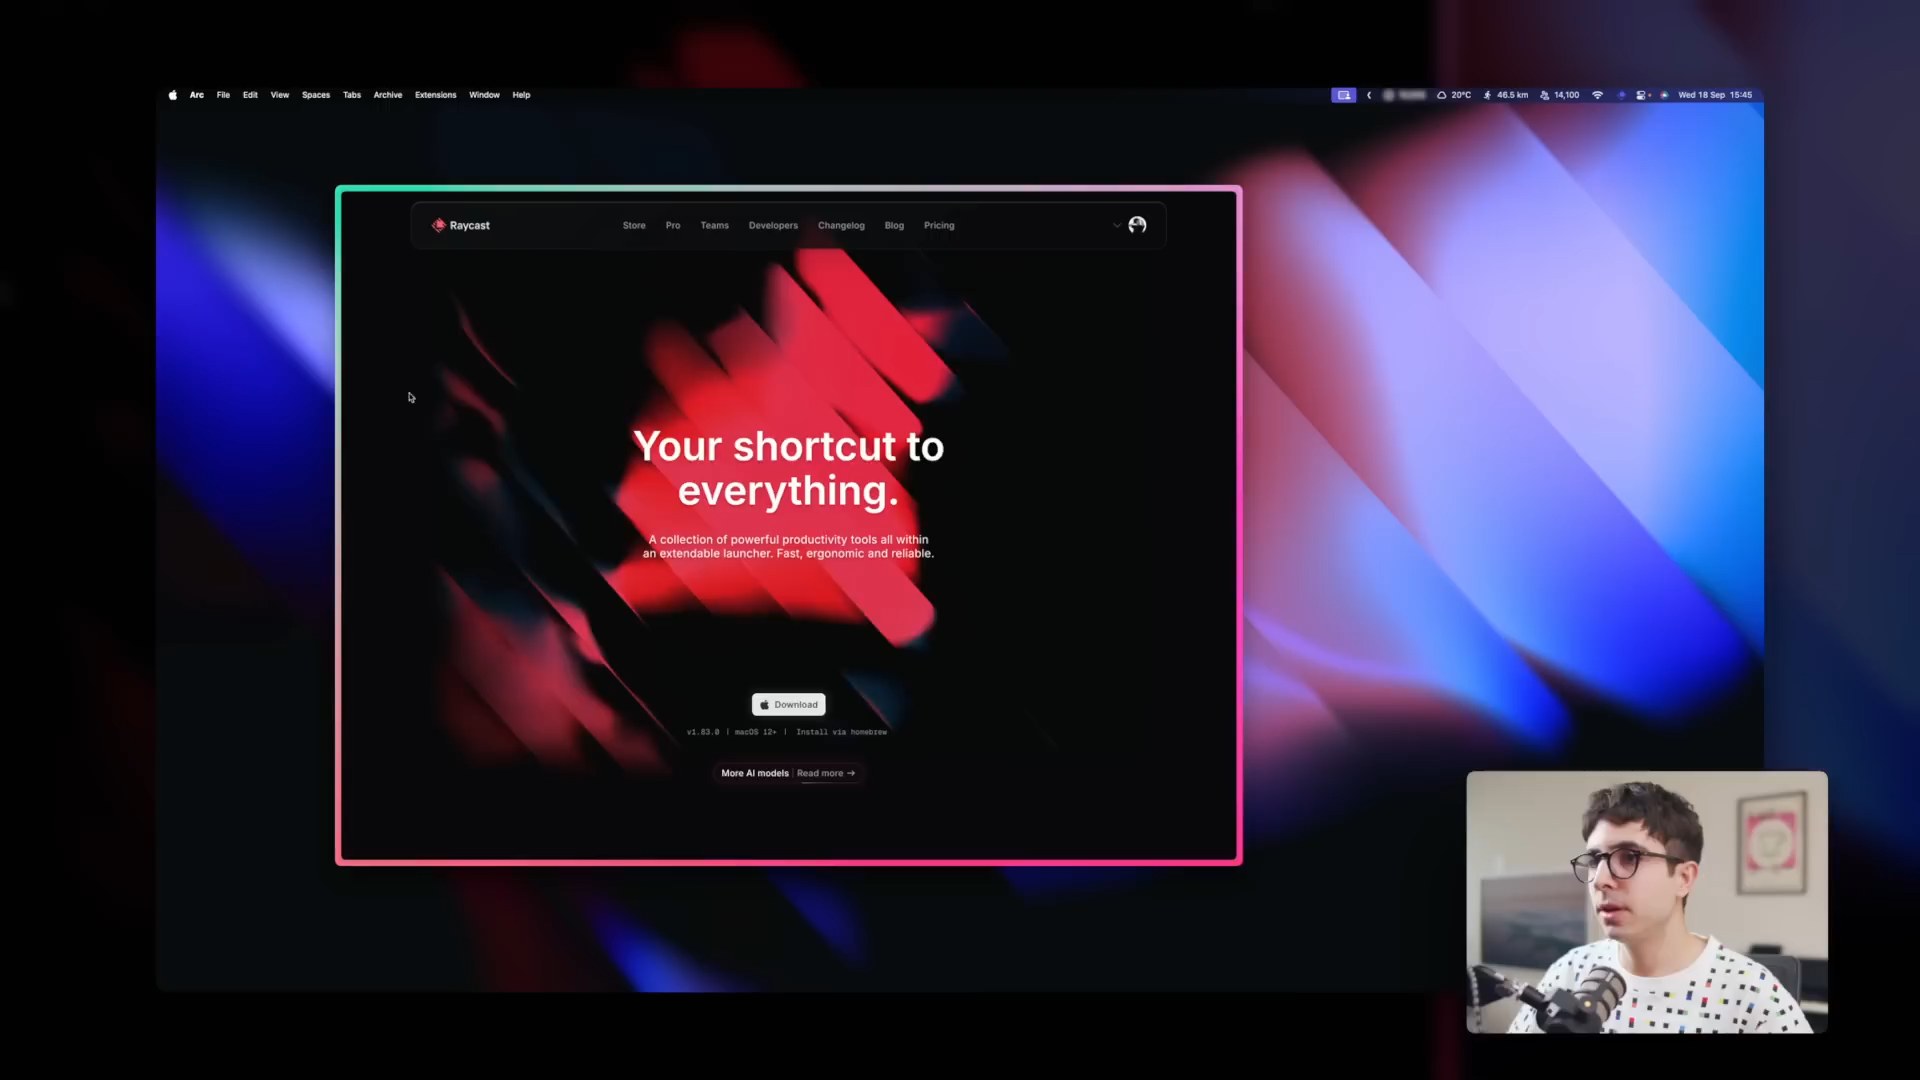 Arc File Edit View Spaces Tabs Archive Extensions Window Help
20°C 46.5 km 14,100 Wed 18 Sep 15:45
Raycast
Store Pro Teams Developers Changelog Blog Pricing
Your shortcut to
everything.
A collection of powerful productivity tools all within
an extendable launcher. Fast, ergonomic and reliable.
Download
v1.83.0 | macOS 12+ | Install via homebrew
More AI models | Read more →